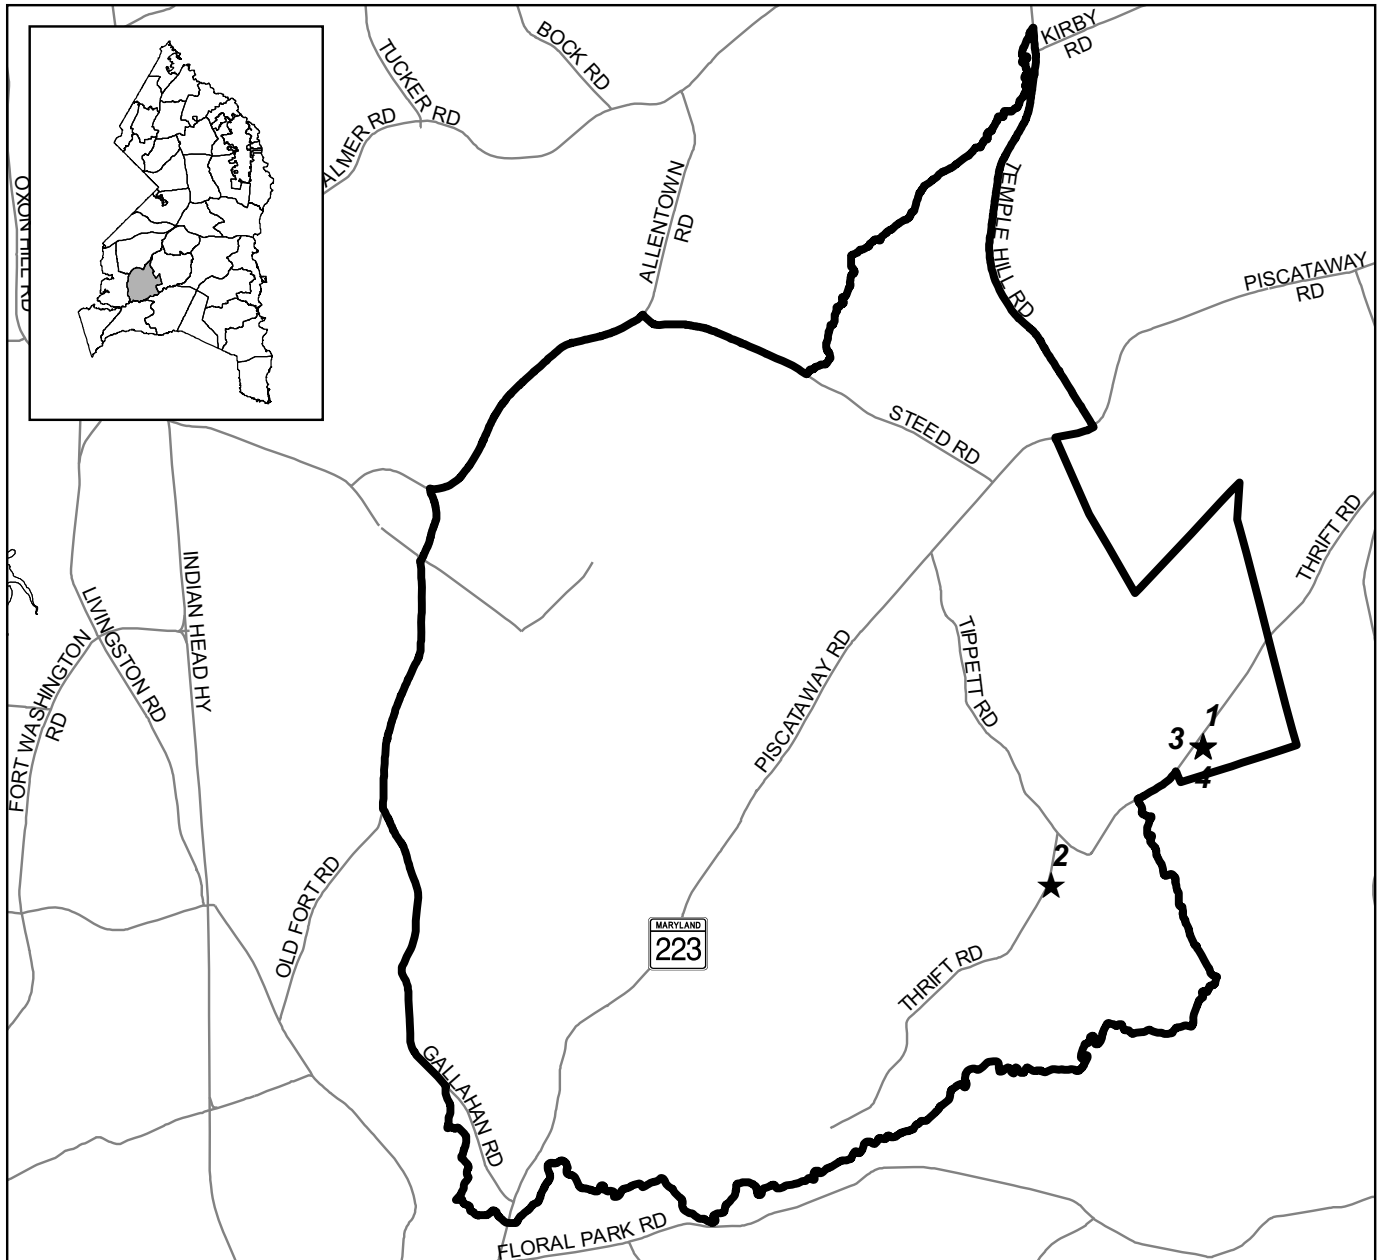 KIRBY
RD
BOCK RD
TUCKER RD
ALMER RD
OXON HILL RD
ALLENTOWN
RD
TEMPLE HILL RD
PISCATAWAY
RD
STEED RD
THRIFT RD
INDIAN HEAD HY
LIVINGSTON RD
FORT WASHINGTON
RD
TIPPETT RD
PISCATAWAY RD
1
3
4
2
OLD FORT RD
MARYLAND
223
THRIFT RD
GALLAHAN RD
FLORAL PARK RD